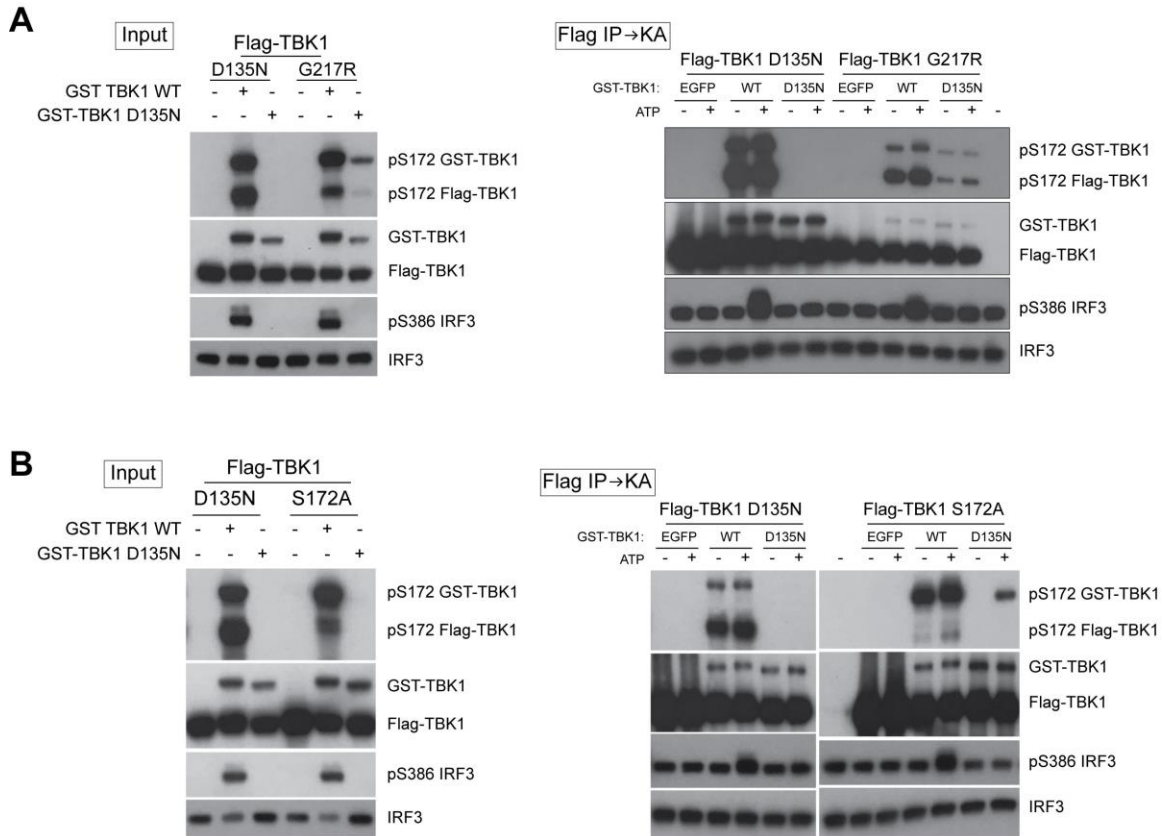 A
Input
Flag-TBK1
D135N G217R
GST TBK1 WT - + - - + -
GST-TBK1 D135N - - + - - +
pS172 GST-TBK1
pS172 Flag-TBK1
GST-TBK1
Flag-TBK1
pS386 IRF3
IRF3
Flag IP→KA
Flag-TBK1 D135N Flag-TBK1 G217R
GST-TBK1: EGFP WT D135N EGFP WT D135N
ATP - + - + - + - + - + - + -
pS172 GST-TBK1
pS172 Flag-TBK1
GST-TBK1
Flag-TBK1
pS386 IRF3
IRF3
B
Input
Flag-TBK1
D135N S172A
GST TBK1 WT - + - - + -
GST-TBK1 D135N - - + - - +
pS172 GST-TBK1
pS172 Flag-TBK1
GST-TBK1
Flag-TBK1
pS386 IRF3
IRF3
Flag IP→KA
Flag-TBK1 D135N Flag-TBK1 S172A
GST-TBK1: EGFP WT D135N EGFP WT D135N
ATP - + - + - + - - + - + - +
pS172 GST-TBK1
pS172 Flag-TBK1
GST-TBK1
Flag-TBK1
pS386 IRF3
IRF3